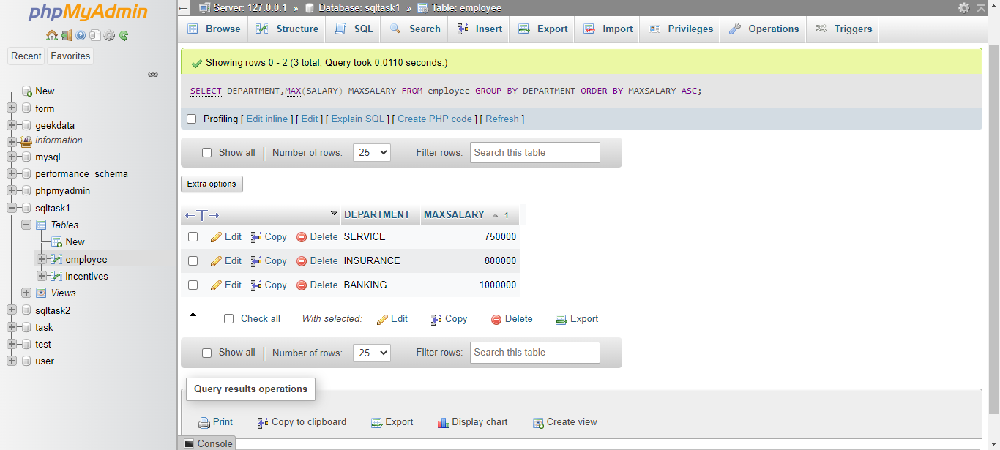 phpMyAdmin
Recent Favorites
New
form
geekdata
information
mysql
performance_schema
phpmyadmin
sqltask1
Tables
New
employee
incentives
Views
sqltask2
task
test
user
Server: 127.0.0.1 » Database: sqltask1 » Table: employee
Browse Structure SQL Search Insert Export Import Privileges Operations Triggers
Showing rows 0 - 2 (3 total, Query took 0.0110 seconds.)
SELECT DEPARTMENT,MAX(SALARY) MAXSALARY FROM employee GROUP BY DEPARTMENT ORDER BY MAXSALARY ASC;
Profiling [ Edit inline ] [ Edit ] [ Explain SQL ] [ Create PHP code ] [ Refresh ]
Show all Number of rows: 25 Filter rows: Search this table
Extra options
←T→ DEPARTMENT MAXSALARY 1
Edit Copy Delete SERVICE 750000
Edit Copy Delete INSURANCE 800000
Edit Copy Delete BANKING 1000000
Check all With selected: Edit Copy Delete Export
Show all Number of rows: 25 Filter rows: Search this table
Query results operations
Print Copy to clipboard Export Display chart Create view
Console